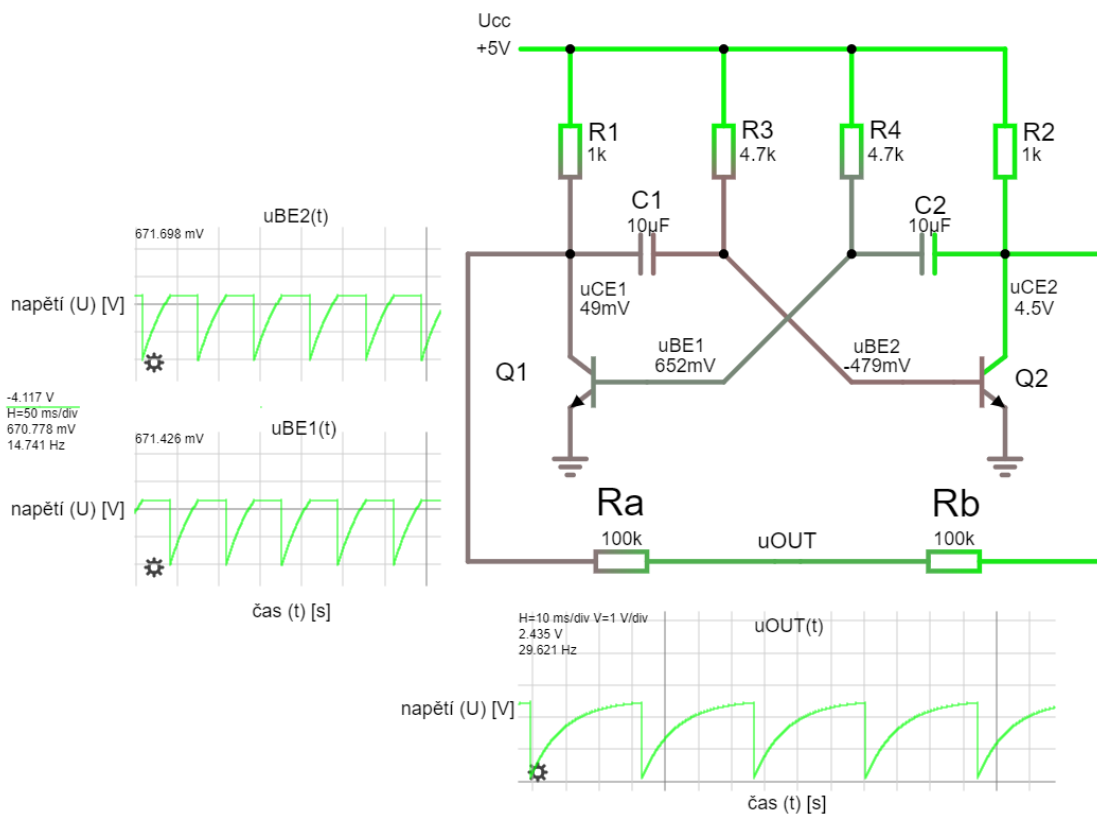 Ucc
+5V
R1
1k
R3
4.7k
R4
4.7k
R2
1k
C1
10µF
C2
10µF
uBE2(t)
671.698 mV
napětí (U) [V]
uCE1
49mV
uCE2
4.5V
uBE1
652mV
uBE2
-479mV
Q1
Q2
-4.117 V
H=50 ms/div
670.778 mV
14.741 Hz
uBE1(t)
671.426 mV
napětí (U) [V]
čas (t) [s]
Ra
100k
uOUT
Rb
100k
H=10 ms/div V=1 V/div
2.435 V
29.621 Hz
uOUT(t)
napětí (U) [V]
čas (t) [s]